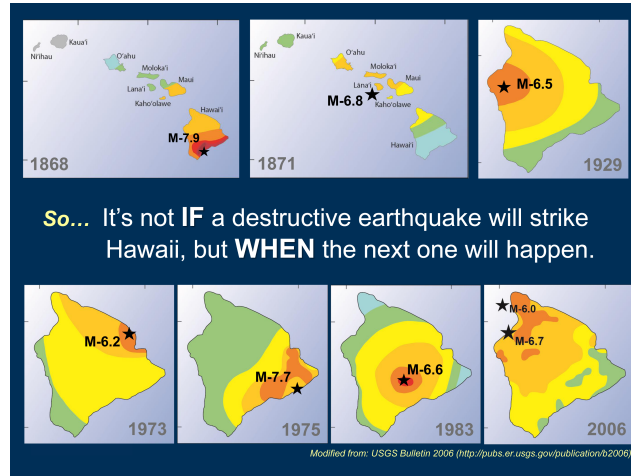 Kaua'i
Ni'ihau
O'ahu
Moloka'i
Maui
Lana'i
Kaho'olawe
Hawai'i
M-7.9
1868
Kaua'i
Ni'ihau
O'ahu
Moloka'i
Maui
Lana'i
M-6.8
Kaho'olawe
Hawai'i
1871
M-6.5
1929
So... It's not IF a destructive earthquake will strike
Hawaii, but WHEN the next one will happen.
M-6.2
1973
M-7.7
1975
M-6.6
1983
M-6.0
M-6.7
2006
Modified from: USGS Bulletin 2006 (http://pubs.er.usgs.gov/publication/b2006)